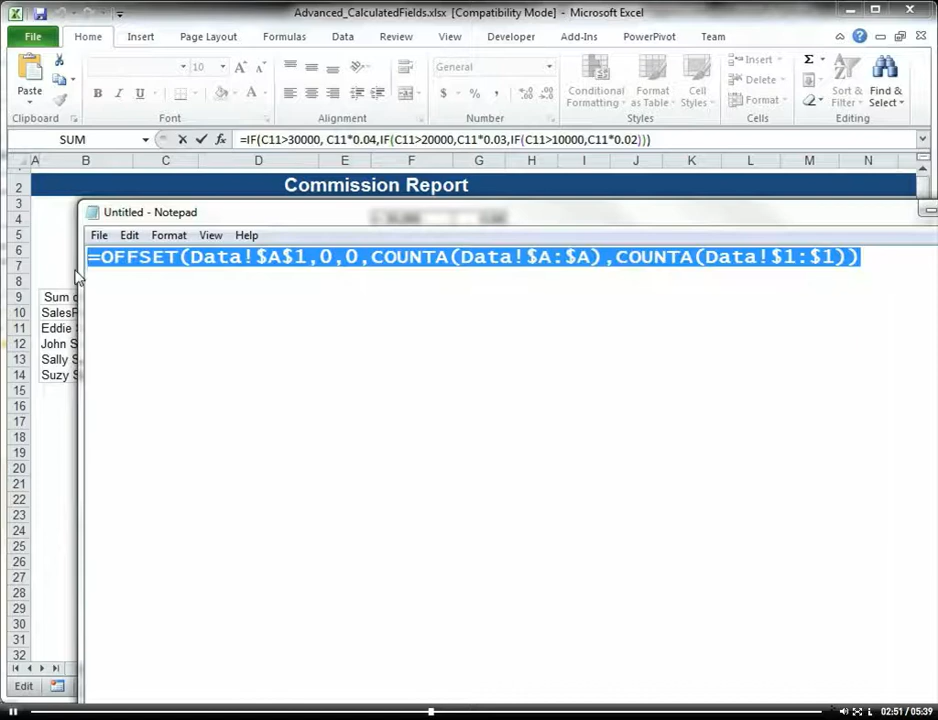 Advanced_CalculatedFields.xlsx [Compatibility Mode] - Microsoft Excel
File Home Insert Page Layout Formulas Data Review View Developer Add-Ins PowerPivot Team
Paste
Clipboard
10
B I U
Font
Alignment
General
$ % ,
Number
Conditional Formatting
Format as Table
Cell Styles
Styles
Insert
Delete
Format
Cells
Sort & Filter
Find & Select
Editing
SUM
=IF(C11>30000, C11*0.04,IF(C11>20000,C11*0.03,IF(C11>10000,C11*0.02)))
A B C D E F G H I J K L M N
2 Commission Report
3
Untitled - Notepad
4
File Edit Format View Help
5
6 =OFFSET(Data!$A$1,0,0,COUNTA(Data!$A:$A),COUNTA(Data!$1:$1))
7
8
9 Sum o
10 SalesP
11 Eddie
12 John S
13 Sally S
14 Suzy S
15
16
17
18
19
20
21
22
23
24
25
26
27
28
29
30
31
32
Edit
02:51 / 05:39